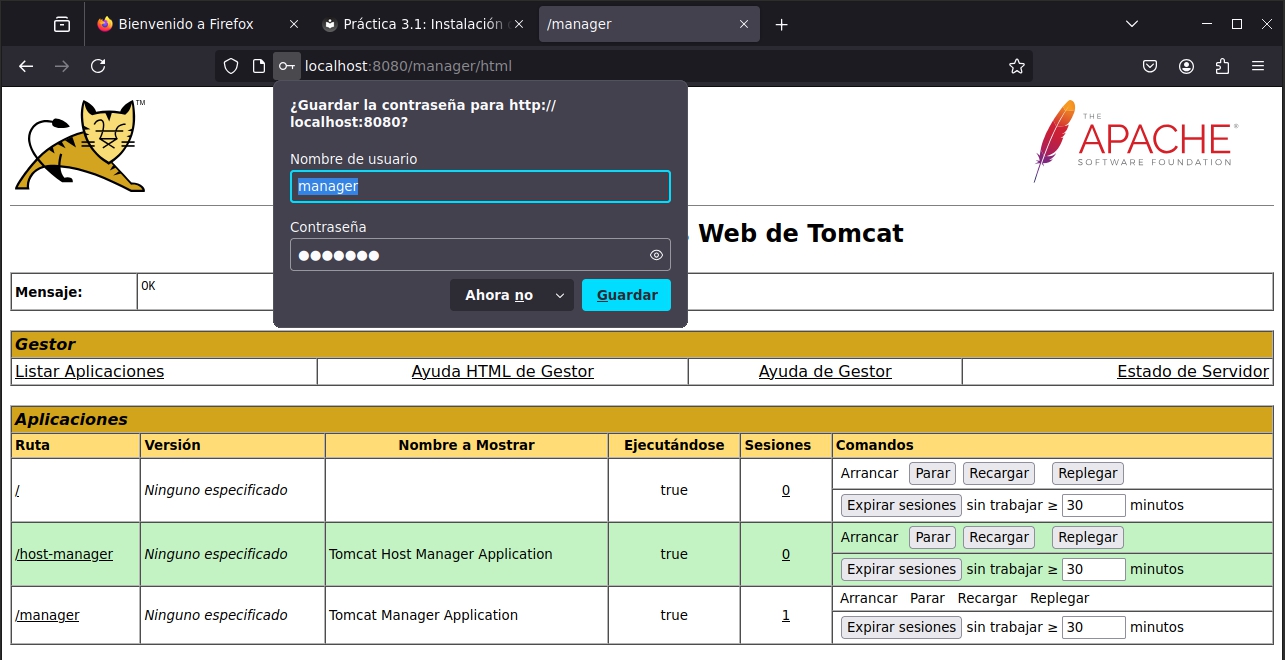 Bienvenido a Firefox
Práctica 3.1: Instalación
/manager
localhost:8080/manager/html
¿Guardar la contraseña para http://
localhost:8080?
Nombre de usuario
manager
Contraseña
Ahora no
Guardar
TM
THE
APACHE®
SOFTWARE FOUNDATION
Web de Tomcat
Mensaje: OK
Gestor
Listar Aplicaciones Ayuda HTML de Gestor Ayuda de Gestor Estado de Servidor
Aplicaciones
Ruta Versión Nombre a Mostrar Ejecutándose Sesiones Comandos
/ Ninguno especificado true 0 Arrancar Parar Recargar Replegar
Expirar sesiones sin trabajar ≥ 30 minutos
/host-manager Ninguno especificado Tomcat Host Manager Application true 0 Arrancar Parar Recargar Replegar
Expirar sesiones sin trabajar ≥ 30 minutos
/manager Ninguno especificado Tomcat Manager Application true 1 Arrancar Parar Recargar Replegar
Expirar sesiones sin trabajar ≥ 30 minutos